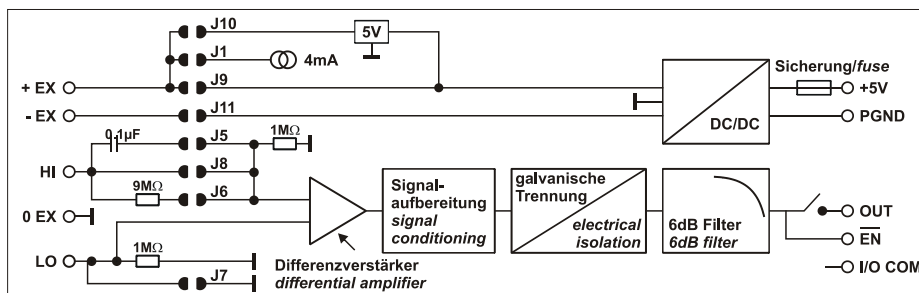 J10
5V
J1
4mA
J9
Sicherung/fuse
+ EX
+5V
J11
- EX
DC/DC
PGND
0,1µF
J5
1MΩ
HI
J8
9MΩ
J6
0 EX
Signal-
aufbereitung
signal
conditioning
galvanische
Trennung
electrical
isolation
6dB Filter
6dB filter
OUT
EN
1MΩ
LO
J7
Differenzverstärker
differential amplifier
I/O COM